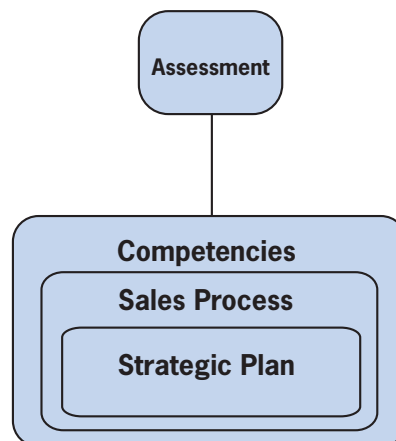 Assessment
Competencies
Sales Process
Strategic Plan